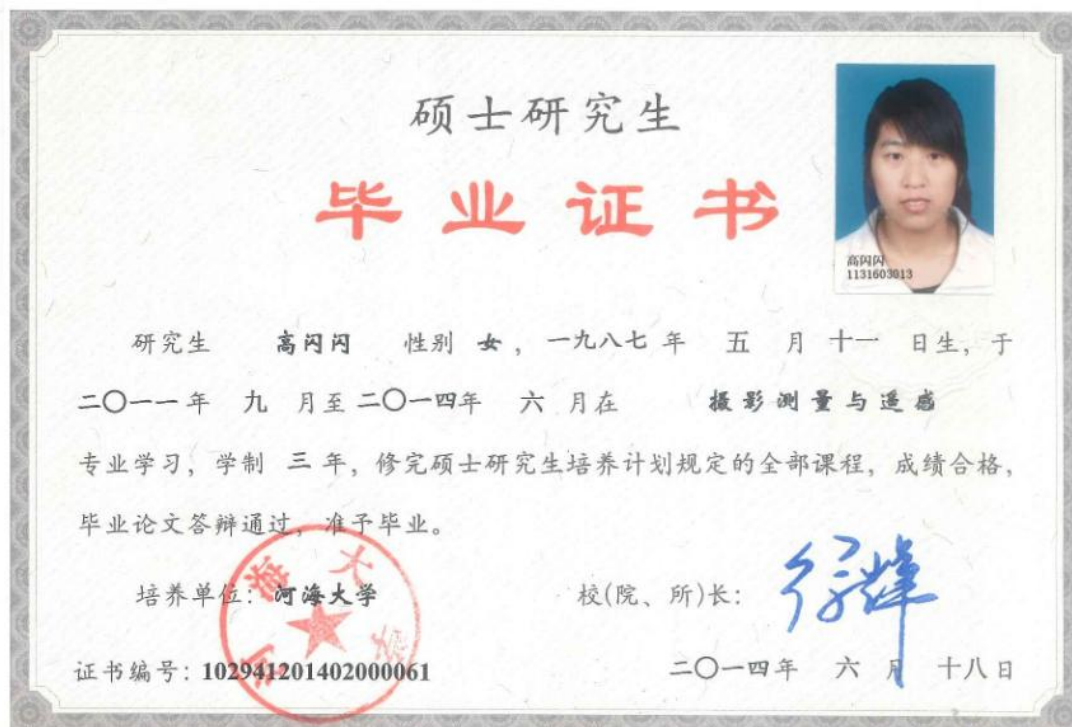 硕士研究生
毕业证书
高闪闪
1131603013
研究生 高闪闪 性别 女，一九八七 年 五 月 十一 日生，于
二〇一一年 九 月至二〇一四年 六 月在 摄影测量与遥感
专业学习，学制 三 年，修完硕士研究生培养计划规定的全部课程，成绩合格，
毕业论文答辩通过，准予毕业。
培养单位：河海大学 校(院、所)长：
河海大学
证书编号：102941201402000061 二〇一四年 六 月 十八日